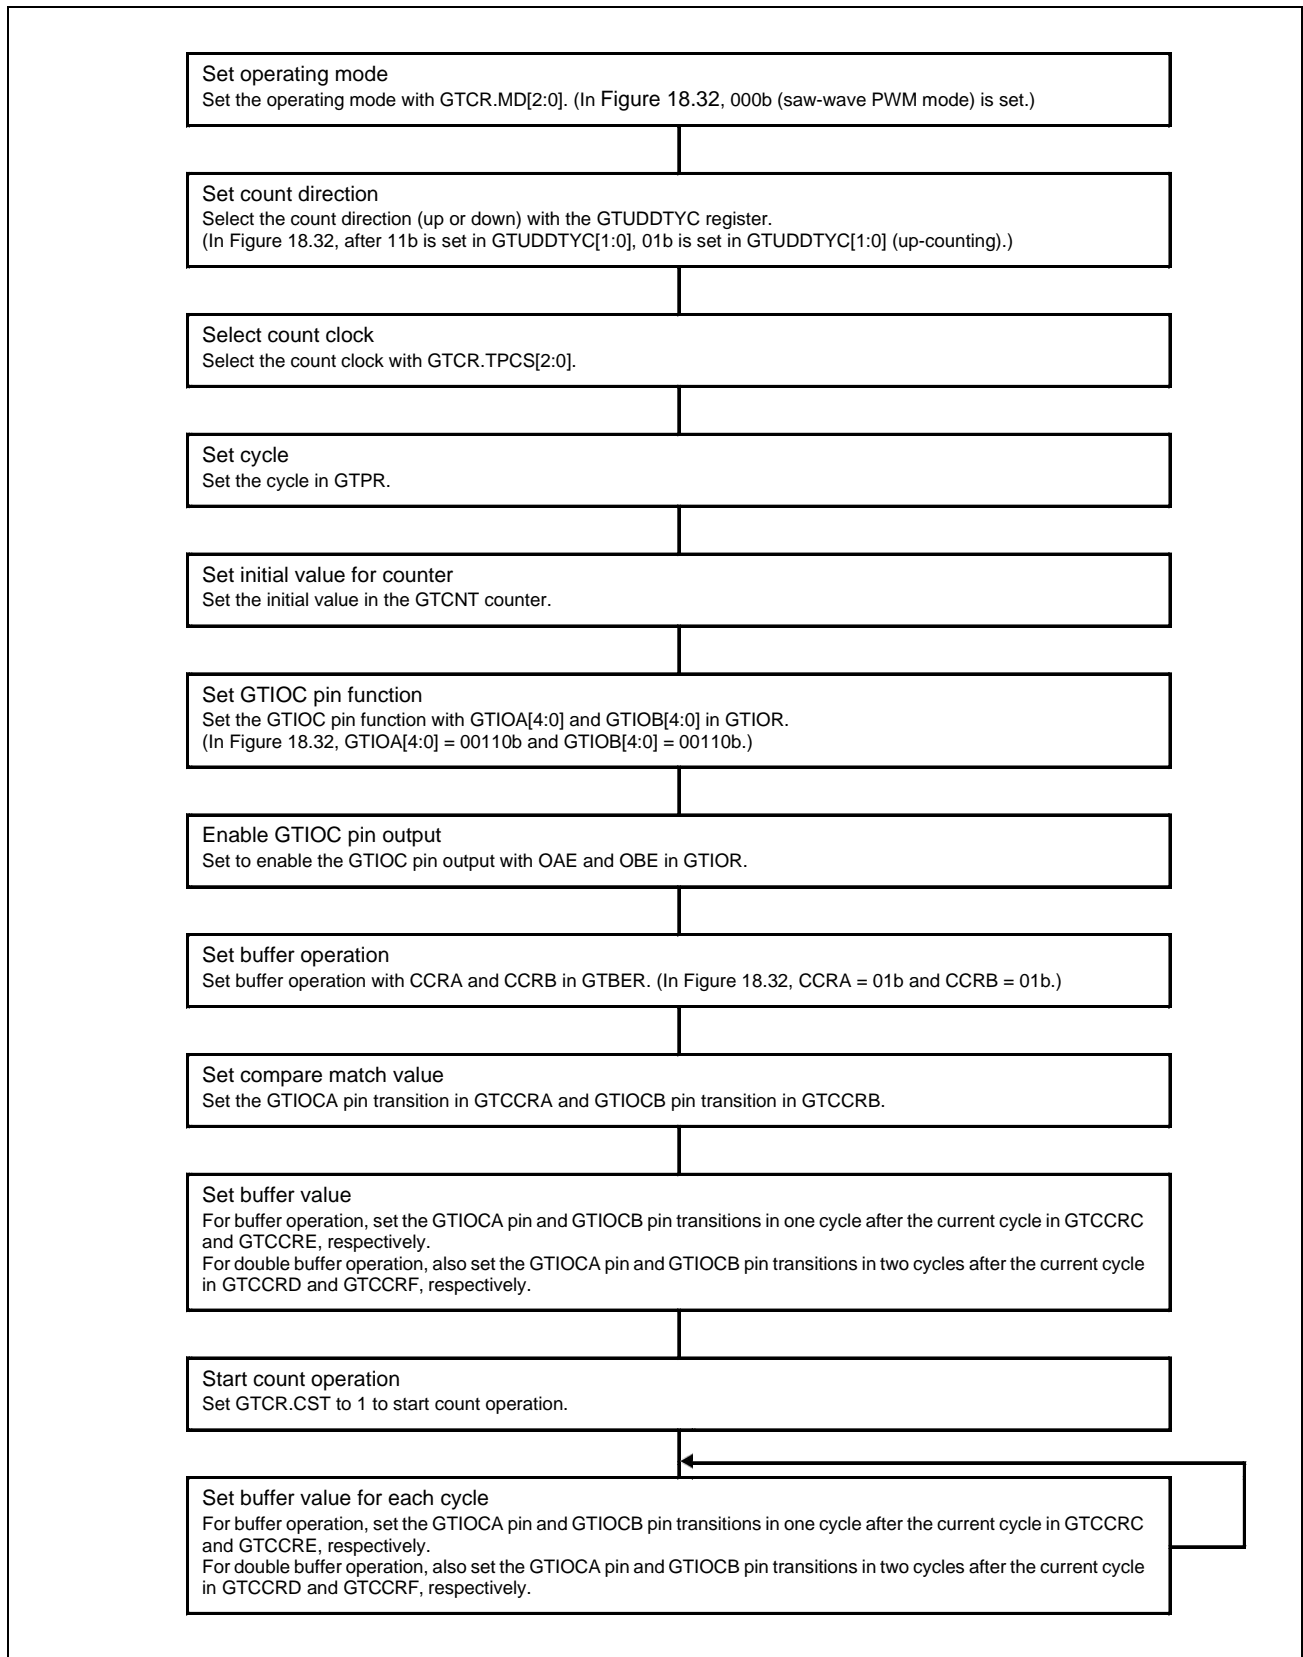 Set operating mode
Set the operating mode with GTCR.MD[2:0]. (In Figure 18.32, 000b (saw-wave PWM mode) is set.)
Set count direction
Select the count direction (up or down) with the GTUDDTYC register.
(In Figure 18.32, after 11b is set in GTUDDTYC[1:0], 01b is set in GTUDDTYC[1:0] (up-counting).)
Select count clock
Select the count clock with GTCR.TPCS[2:0].
Set cycle
Set the cycle in GTPR.
Set initial value for counter
Set the initial value in the GTCNT counter.
Set GTIOC pin function
Set the GTIOC pin function with GTIOA[4:0] and GTIOB[4:0] in GTIOR.
(In Figure 18.32, GTIOA[4:0] = 00110b and GTIOB[4:0] = 00110b.)
Enable GTIOC pin output
Set to enable the GTIOC pin output with OAE and OBE in GTIOR.
Set buffer operation
Set buffer operation with CCRA and CCRB in GTBER. (In Figure 18.32, CCRA = 01b and CCRB = 01b.)
Set compare match value
Set the GTIOCA pin transition in GTCCRA and GTIOCB pin transition in GTCCRB.
Set buffer value
For buffer operation, set the GTIOCA pin and GTIOCB pin transitions in one cycle after the current cycle in GTCCRC
and GTCCRE, respectively.
For double buffer operation, also set the GTIOCA pin and GTIOCB pin transitions in two cycles after the current cycle
in GTCCRD and GTCCRF, respectively.
Start count operation
Set GTCR.CST to 1 to start count operation.
Set buffer value for each cycle
For buffer operation, set the GTIOCA pin and GTIOCB pin transitions in one cycle after the current cycle in GTCCRC
and GTCCRE, respectively.
For double buffer operation, also set the GTIOCA pin and GTIOCB pin transitions in two cycles after the current cycle
in GTCCRD and GTCCRF, respectively.